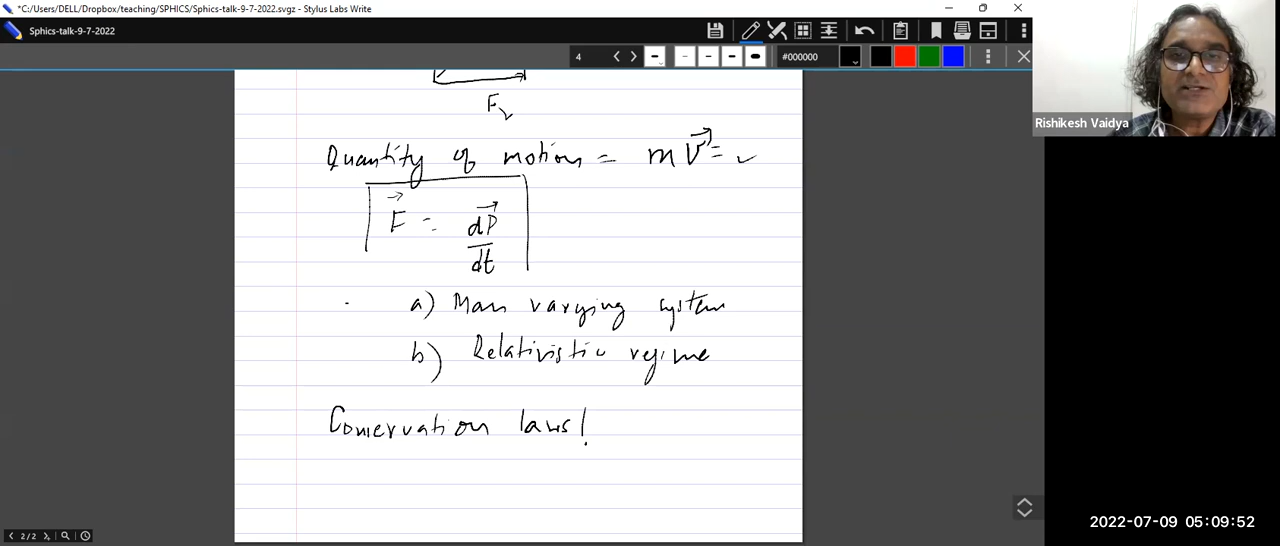 *C:/Users/DELL/Dropbox/teaching/SPHICS/Sphics-talk-9-7-2022.svgz - Stylus Labs Write
Sphics-talk-9-7-2022
4
#000000
Rishikesh Vaidya
F₂
Quantity of motion = m V⃗ =
F⃗ = dP⃗/dt
a) Mass varying system
b) Relativistic regime
Conservation laws!
2/2
2022-07-09 05:09:52